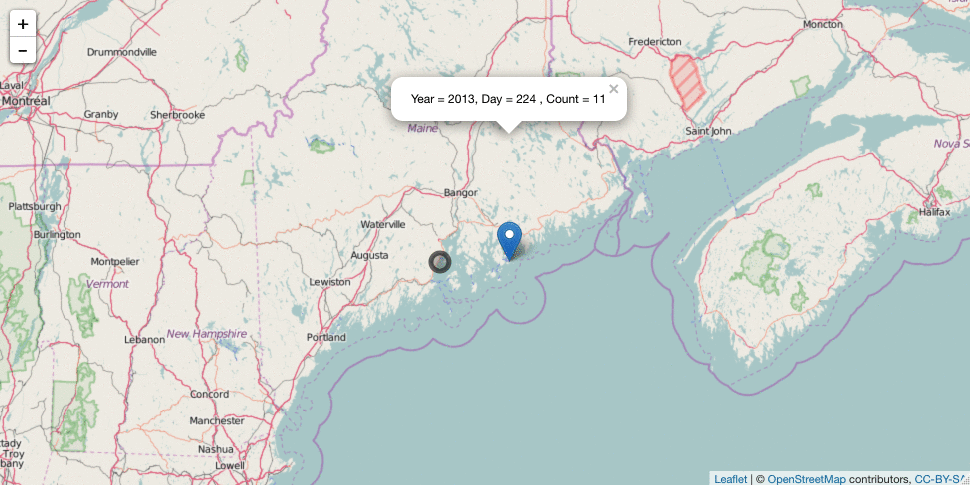 +
Moncton
Drummondville
Fredericton
−
Laval
Year = 2013, Day = 224 , Count = 11
×
Montréal
Granby
Sherbrooke
Maine
Saint John
Nova S
Bangor
Plattsburgh
Halifax
Waterville
Burlington
Augusta
Montpelier
Vermont
Lewiston
New Hampshire
Lebanon
Portland
Concord
Manchester
Nashua
Troy
Lowell
bany
Leaflet | © OpenStreetMap contributors, CC-BY-SA